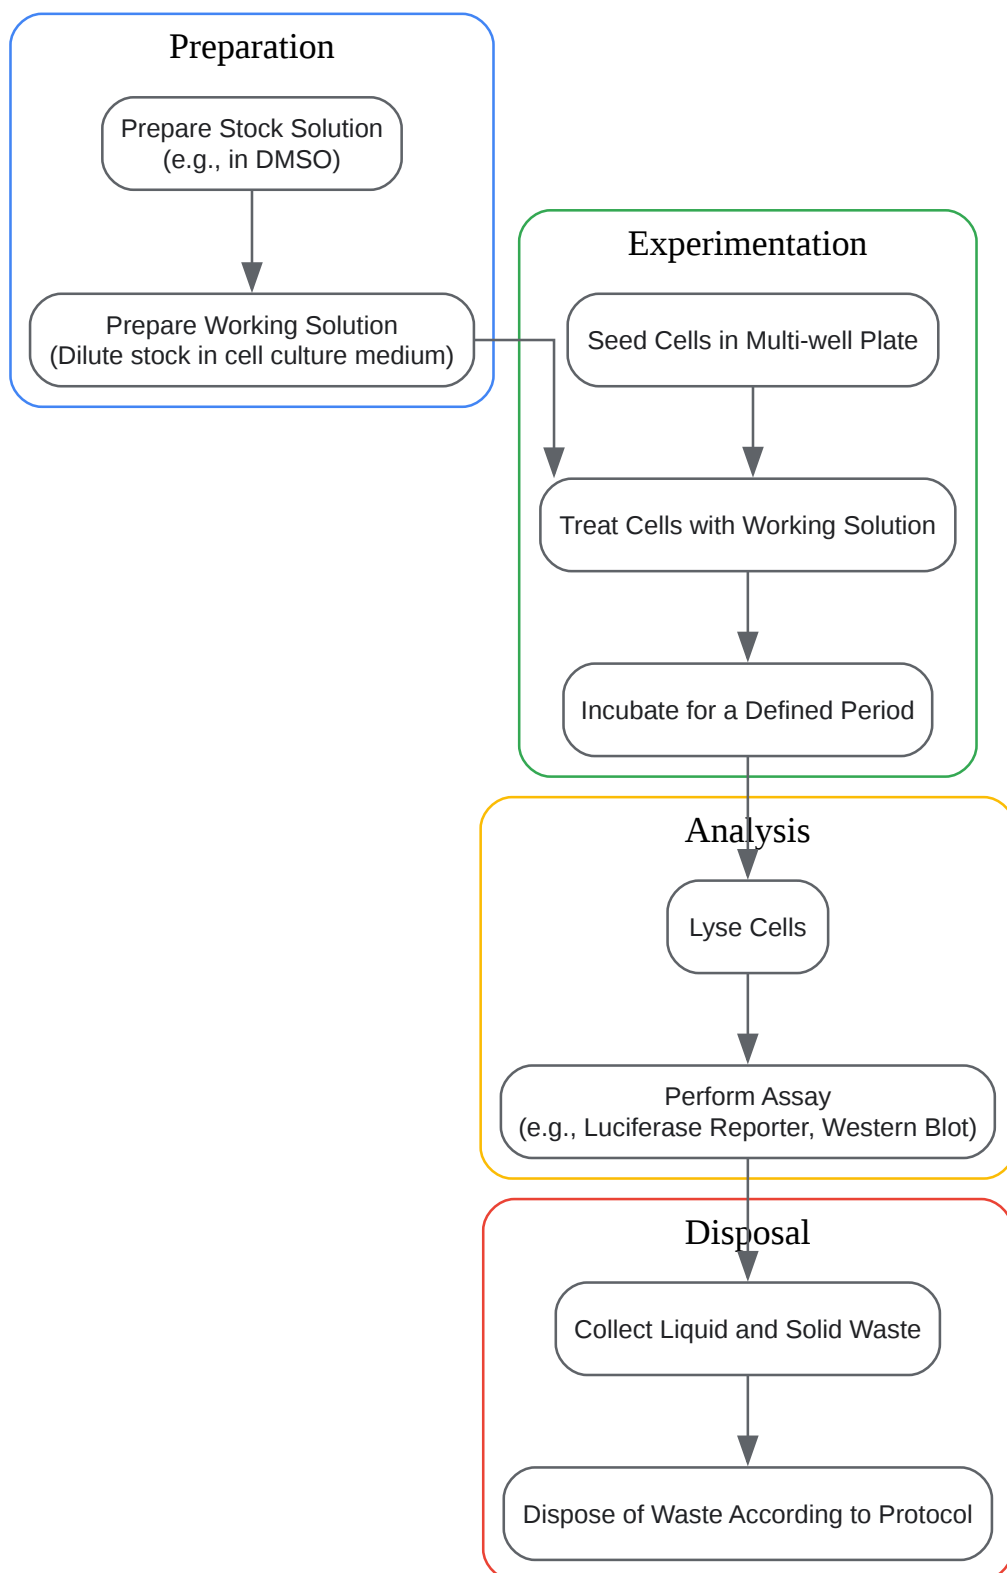 Preparation
Prepare Stock Solution
(e.g., in DMSO)
Prepare Working Solution
(Dilute stock in cell culture medium)
Experimentation
Seed Cells in Multi-well Plate
Treat Cells with Working Solution
Incubate for a Defined Period
Analysis
Lyse Cells
Perform Assay
(e.g., Luciferase Reporter, Western Blot)
Disposal
Collect Liquid and Solid Waste
Dispose of Waste According to Protocol